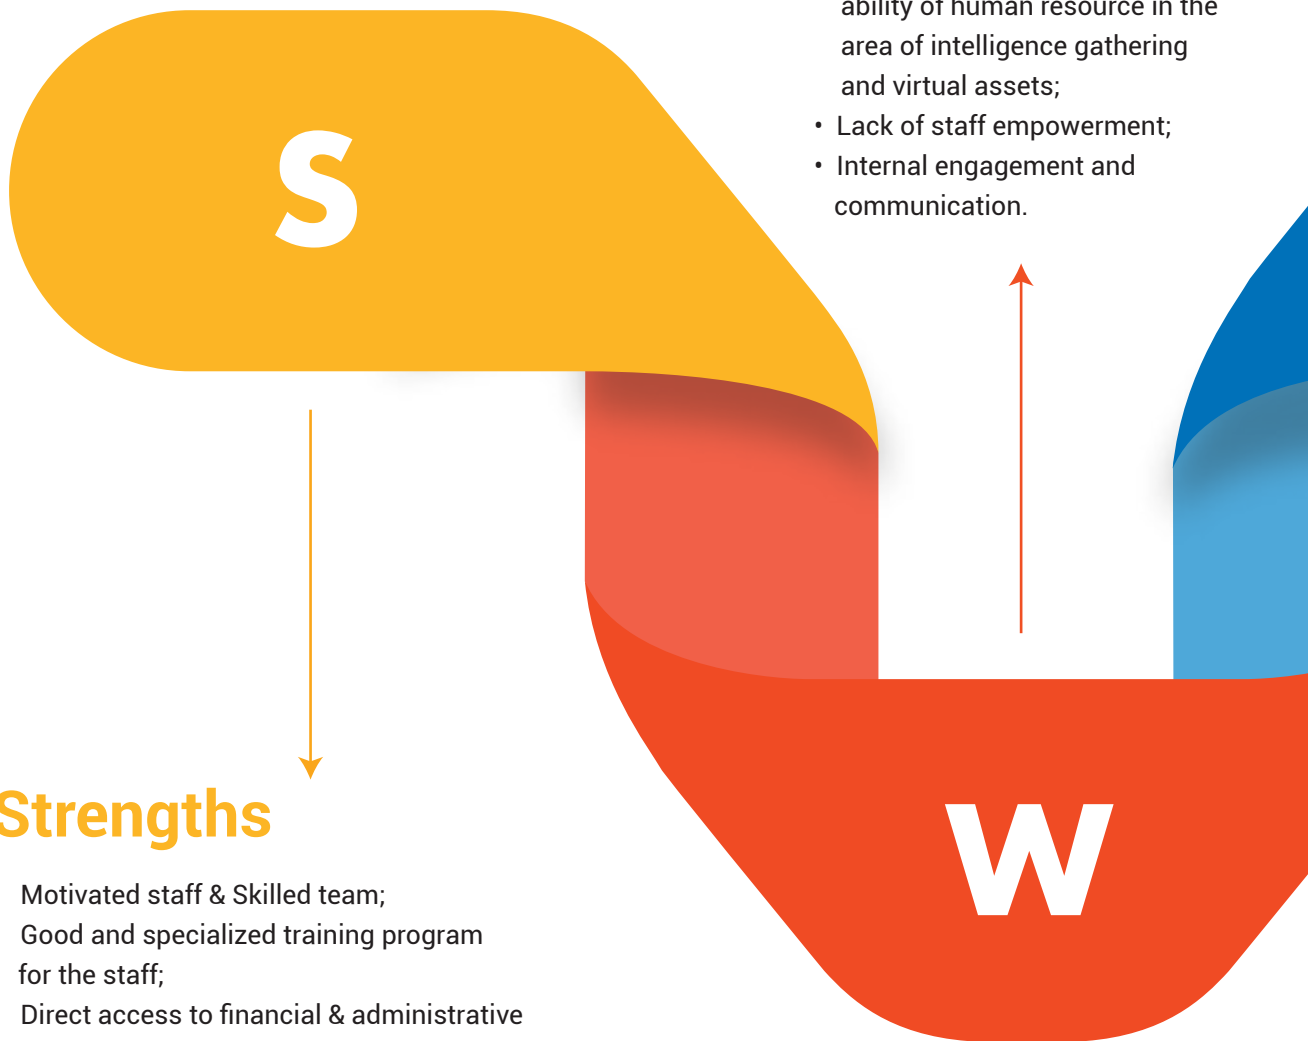 S
ability of human resource in the
area of intelligence gathering
and virtual assets;
• Lack of staff empowerment;
• Internal engagement and
communication.
W
Strengths
Motivated staff & Skilled team;
Good and specialized training program
for the staff;
Direct access to financial & administrative